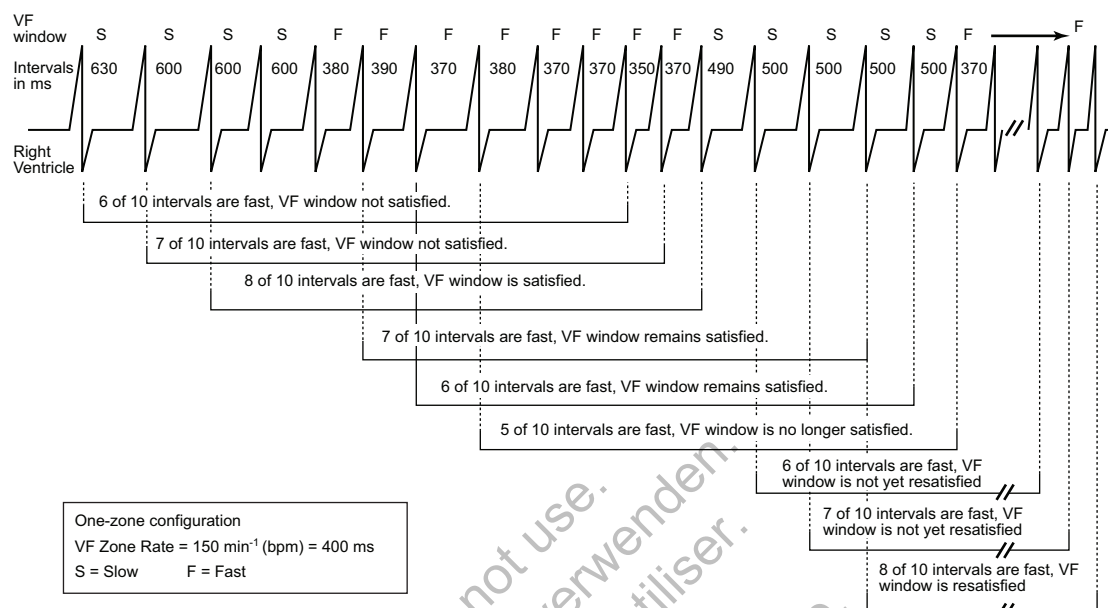 VF
window
S S S S F F F F F F F F S S S S S F F
Intervals
in ms
630 600 600 600 380 390 370 380 370 370 350 370 490 500 500 500 500 370
Right
Ventricle
6 of 10 intervals are fast, VF window not satisfied.
7 of 10 intervals are fast, VF window not satisfied.
8 of 10 intervals are fast, VF window is satisfied.
7 of 10 intervals are fast, VF window remains satisfied.
6 of 10 intervals are fast, VF window remains satisfied.
5 of 10 intervals are fast, VF window is no longer satisfied.
6 of 10 intervals are fast, VF
window is not yet resatisfied
7 of 10 intervals are fast, VF
window is not yet resatisfied
8 of 10 intervals are fast, VF
window is resatisfied
One-zone configuration
VF Zone Rate = 150 min⁻¹ (bpm) = 400 ms
S = Slow F = Fast
not use.
verwenden.
tiliser.